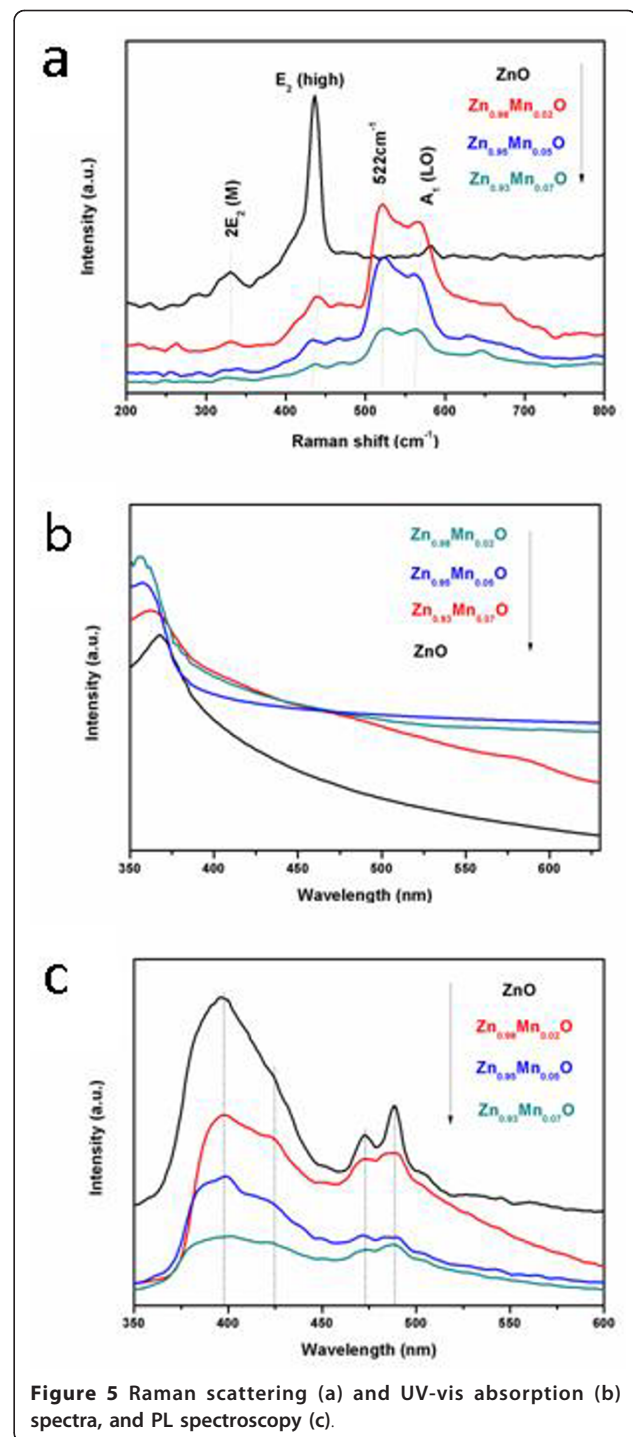 a
E₂ (high)
2E₂ (M)
522cm⁻¹
A₁ (LO)
ZnO
Zn₀.₉₈Mn₀.₀₂O
Zn₀.₉₅Mn₀.₀₅O
Zn₀.₉₃Mn₀.₀₇O
Intensity (a.u.)
200 300 400 500 600 700 800
Raman shift (cm⁻¹)
b
Zn₀.₉₈Mn₀.₀₂O
Zn₀.₉₅Mn₀.₀₅O
Zn₀.₉₃Mn₀.₀₇O
ZnO
Intensity (a.u.)
350 400 450 500 550 600
Wavelength (nm)
c
ZnO
Zn₀.₉₈Mn₀.₀₂O
Zn₀.₉₅Mn₀.₀₅O
Zn₀.₉₃Mn₀.₀₇O
Intensity (a.u.)
350 400 450 500 550 600
Wavelength (nm)
Figure 5 Raman scattering (a) and UV-vis absorption (b)
spectra, and PL spectroscopy (c).